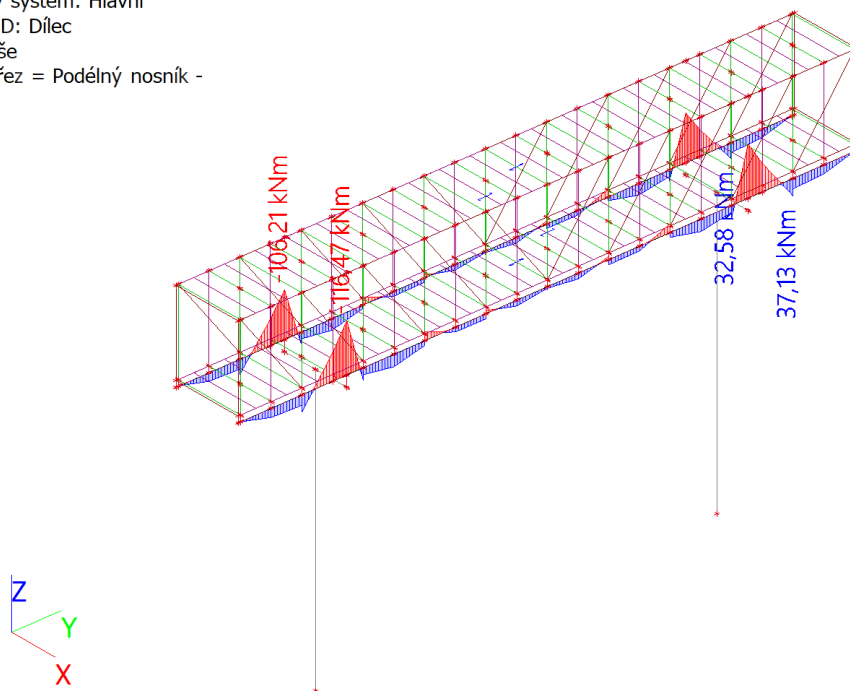 systém: Hlavní
D: Dílec
še
řez = Podélný nosník -
-106,21 kNm
-116,47 kNm
32,58 kNm
37,13 kNm
Z
Y
X